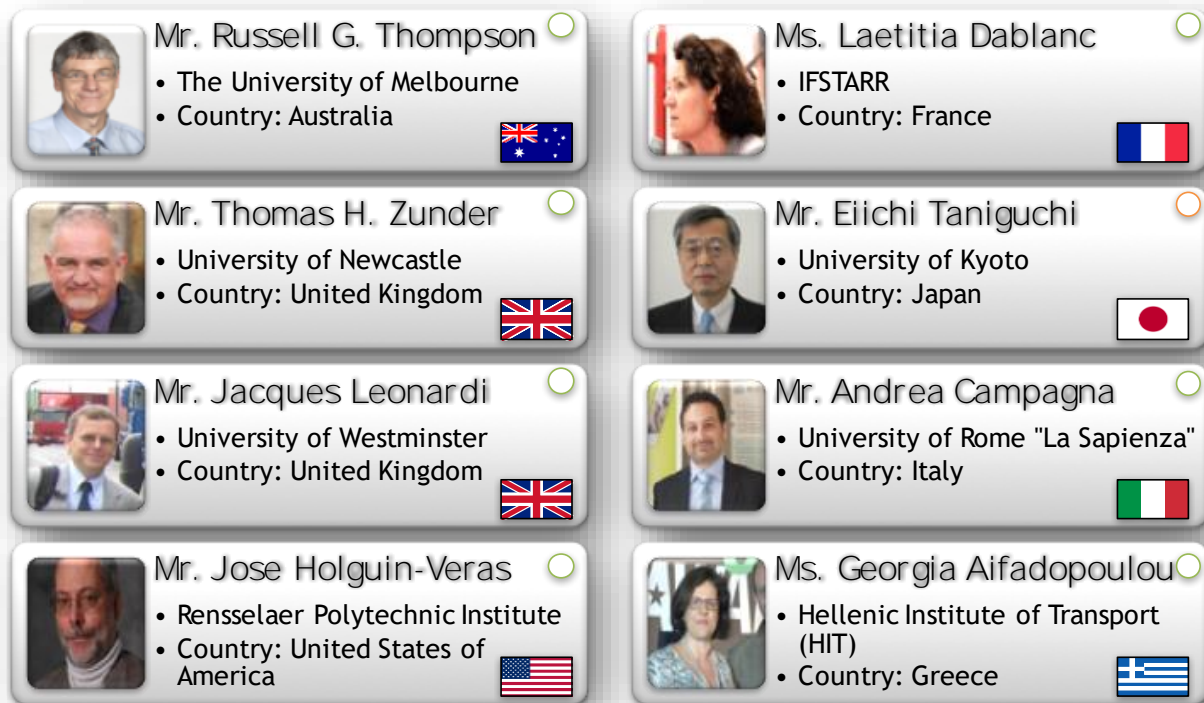 Mr. Russell G. Thompson
• The University of Melbourne
• Country: Australia
Ms. Laetitia Dablanc
• IFSTARR
• Country: France
Mr. Thomas H. Zunder
• University of Newcastle
• Country: United Kingdom
Mr. Eiichi Taniguchi
• University of Kyoto
• Country: Japan
Mr. Jacques Leonardi
• University of Westminster
• Country: United Kingdom
Mr. Andrea Campagna
• University of Rome "La Sapienza"
• Country: Italy
Mr. Jose Holguin-Veras
• Rensselaer Polytechnic Institute
• Country: United States of
America
Ms. Georgia Aifadopoulou
• Hellenic Institute of Transport
(HIT)
• Country: Greece